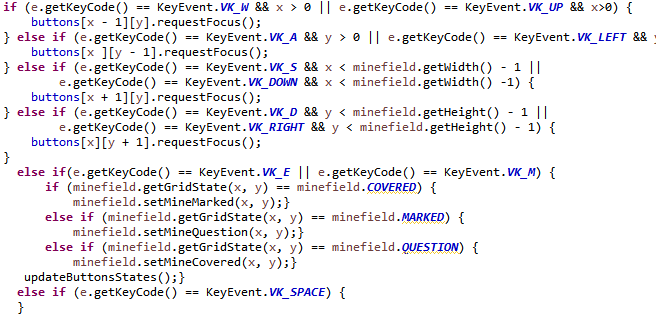 if (e.getKeyCode() == KeyEvent.VK_W && x > 0 || e.getKeyCode() == KeyEvent.VK_UP && x>0) {
buttons[x - 1][y].requestFocus();
} else if (e.getKeyCode() == KeyEvent.VK_A && y > 0 || e.getKeyCode() == KeyEvent.VK_LEFT &&
buttons[x ][y - 1].requestFocus();
} else if (e.getKeyCode() == KeyEvent.VK_S && x < minefield.getWidth() - 1 ||
e.getKeyCode() == KeyEvent.VK_DOWN && x < minefield.getWidth() -1) {
buttons[x + 1][y].requestFocus();
} else if (e.getKeyCode() == KeyEvent.VK_D && y < minefield.getHeight() - 1 ||
e.getKeyCode() == KeyEvent.VK_RIGHT && y < minefield.getHeight() - 1) {
buttons[x][y + 1].requestFocus();
}
else if(e.getKeyCode() == KeyEvent.VK_E || e.getKeyCode() == KeyEvent.VK_M) {
if (minefield.getGridState(x, y) == minefield.COVERED) {
minefield.setMineMarked(x, y);}
else if (minefield.getGridState(x, y) == minefield.MARKED) {
minefield.setMineQuestion(x, y);}
else if (minefield.getGridState(x, y) == minefield.QUESTION) {
minefield.setMineCovered(x, y);}
updateButtonsStates();}
else if (e.getKeyCode() == KeyEvent.VK_SPACE) {
}